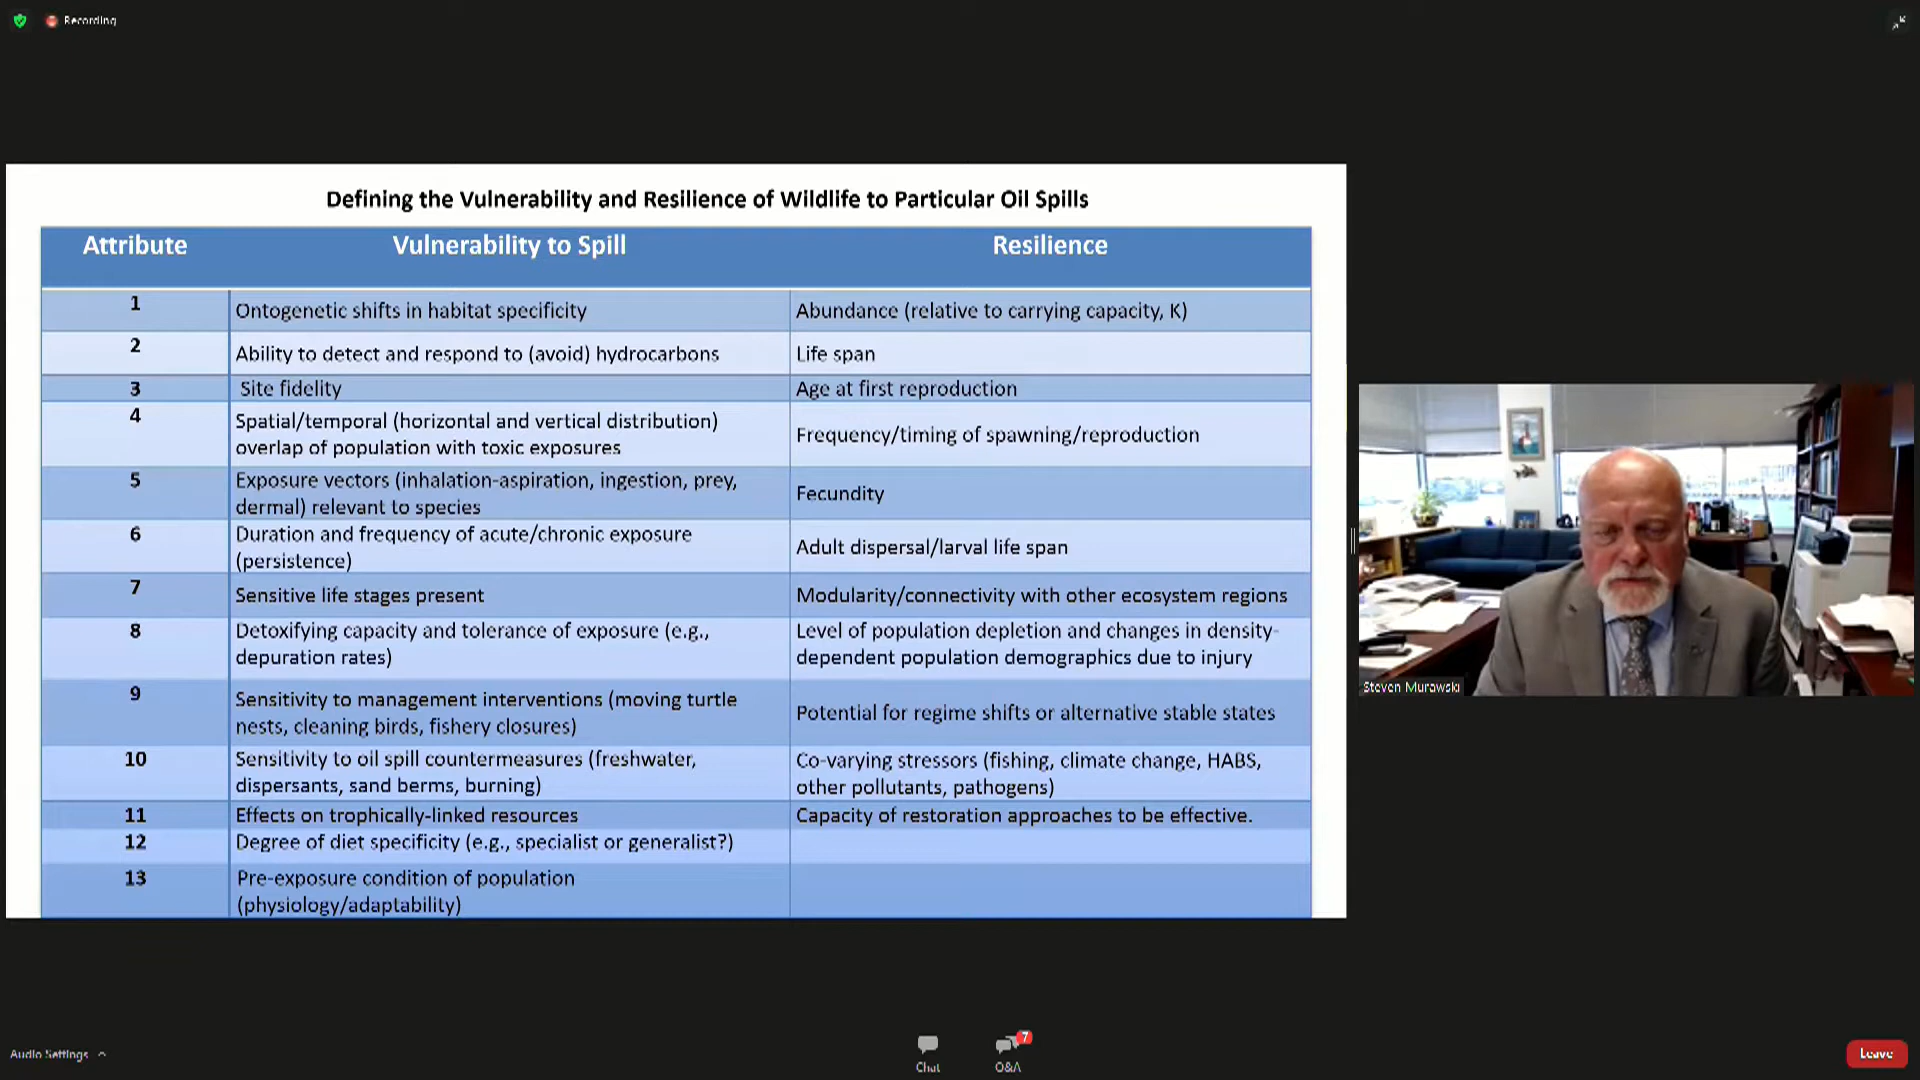 Recording
Defining the Vulnerability and Resilience of Wildlife to Particular Oil Spills
Attribute Vulnerability to Spill Resilience
1 Ontogenetic shifts in habitat specificity Abundance (relative to carrying capacity, K)
2 Ability to detect and respond to (avoid) hydrocarbons Life span
3 Site fidelity Age at first reproduction
4 Spatial/temporal (horizontal and vertical distribution)
overlap of population with toxic exposures Frequency/timing of spawning/reproduction
5 Exposure vectors (inhalation-aspiration, ingestion, prey,
dermal) relevant to species Fecundity
6 Duration and frequency of acute/chronic exposure
(persistence) Adult dispersal/larval life span
7 Sensitive life stages present Modularity/connectivity with other ecosystem regions
8 Detoxifying capacity and tolerance of exposure (e.g.,
depuration rates) Level of population depletion and changes in density-
dependent population demographics due to injury
9 Sensitivity to management interventions (moving turtle
nests, cleaning birds, fishery closures) Potential for regime shifts or alternative stable states
10 Sensitivity to oil spill countermeasures (freshwater,
dispersants, sand berms, burning) Co-varying stressors (fishing, climate change, HABS,
other pollutants, pathogens)
11 Effects on trophically-linked resources Capacity of restoration approaches to be effective.
12 Degree of diet specificity (e.g., specialist or generalist?)
13 Pre-exposure condition of population
(physiology/adaptability)
Steven Murawski
Audio Settings
Chat
7
Q&A
Leave